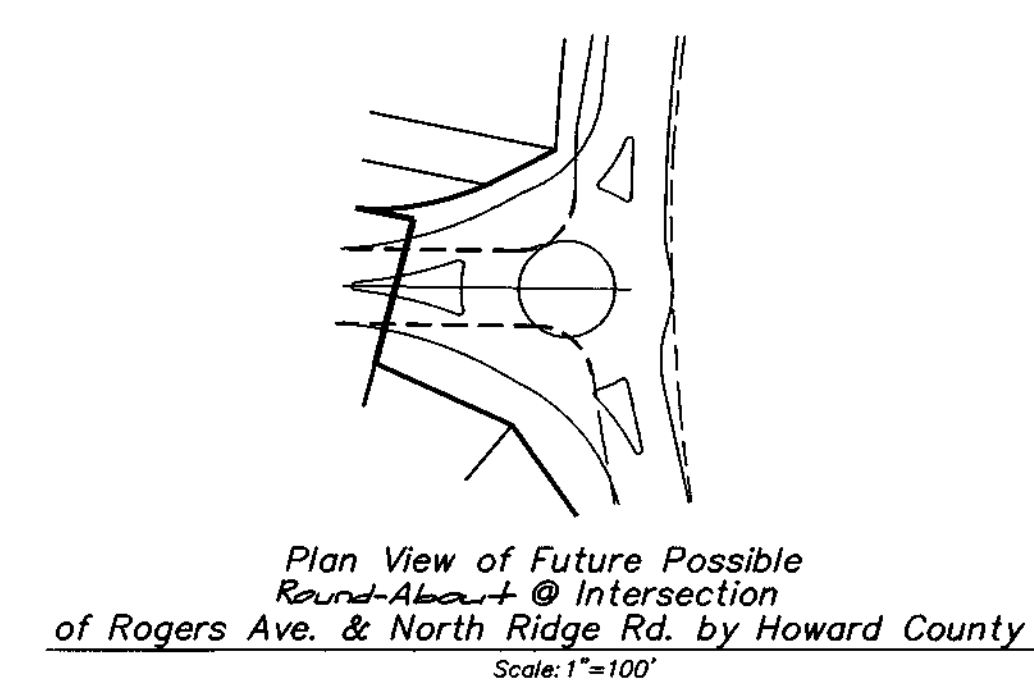 Plan View of Future Possible
Round-About @ Intersection
of Rogers Ave. & North Ridge Rd. by Howard County
Scale: 1"=100'